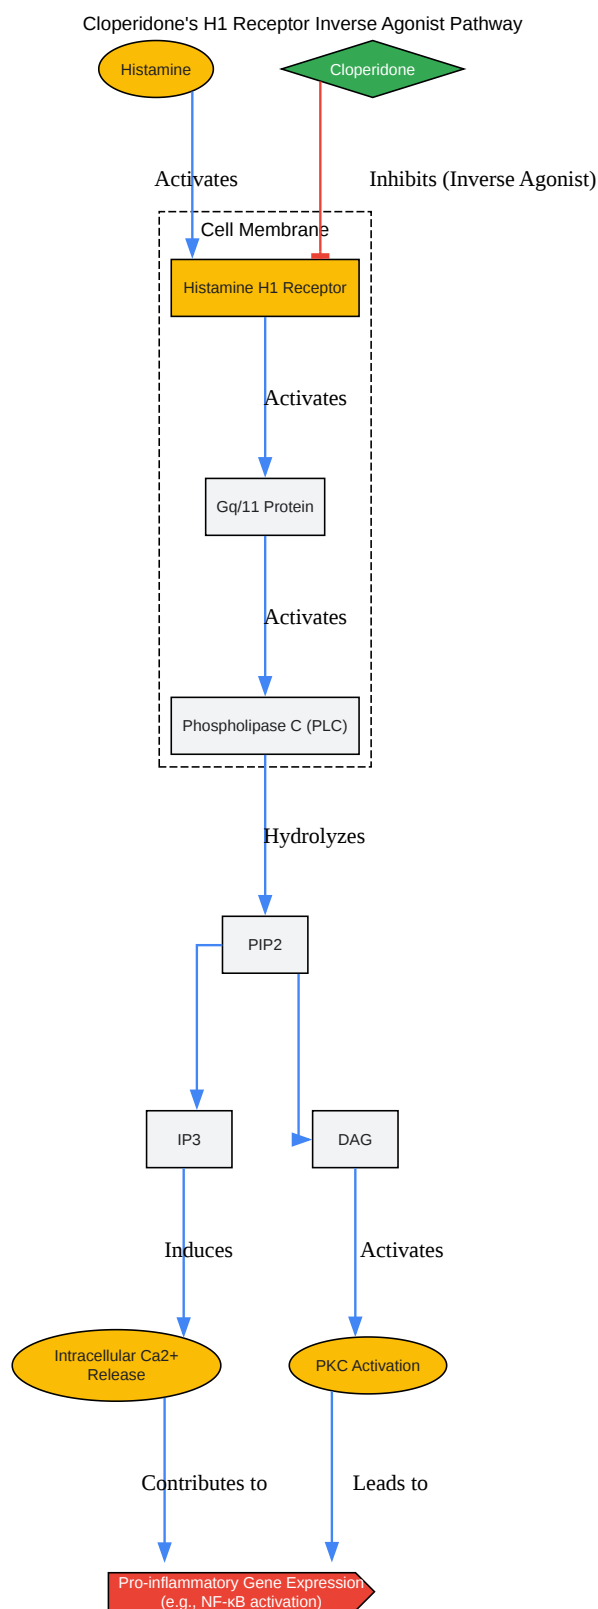 Cloperidone's H1 Receptor Inverse Agonist Pathway
Histamine
Cloperidone
Activates
Inhibits (Inverse Agonist)
Cell Membrane
Histamine H1 Receptor
Activates
Gq/11 Protein
Activates
Phospholipase C (PLC)
Hydrolyzes
PIP2
IP3
DAG
Induces
Activates
Intracellular Ca2+
Release
PKC Activation
Contributes to
Leads to
Pro-inflammatory Gene Expression
(e.g., NF-κB activation)